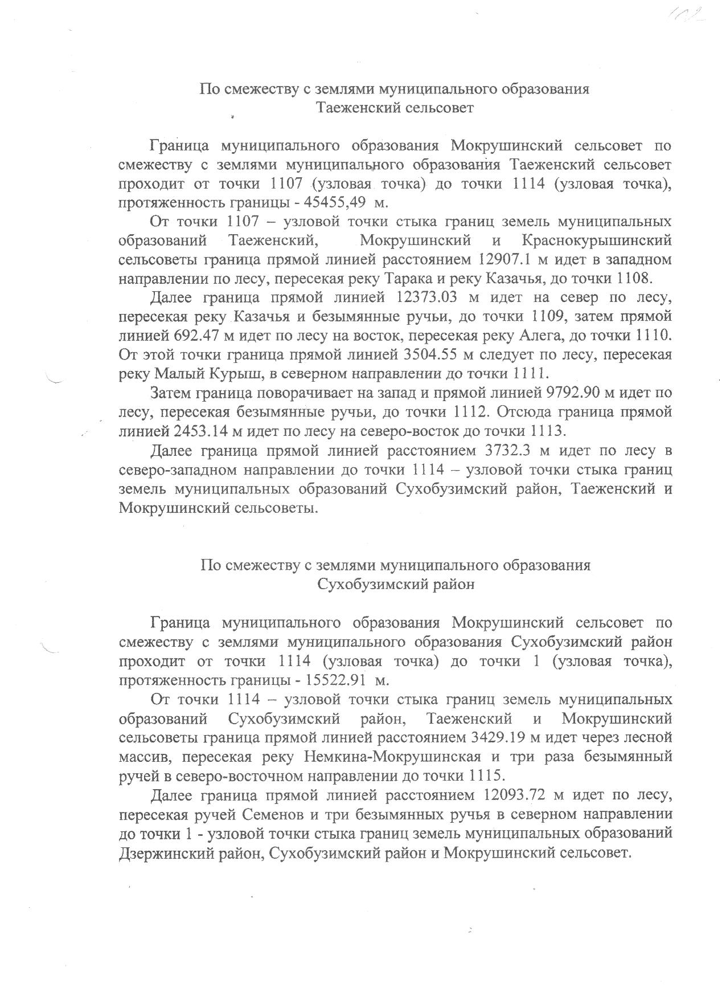 По смежеству с землями муниципального образования
Таеженский сельсовет
Граница муниципального образования Мокрушинский сельсовет по
смежеству с землями муниципального образования Таеженский сельсовет
проходит от точки 1107 (узловая точка) до точки 1114 (узловая точка),
протяженность границы - 45455,49 м.
От точки 1107 – узловой точки стыка границ земель муниципальных
образований Таеженский, Мокрушинский и Краснокурышинский
сельсоветы граница прямой линией расстоянием 12907.1 м идет в западном
направлении по лесу, пересекая реку Тарака и реку Казачья, до точки 1108.
Далее граница прямой линией 12373.03 м идет на север по лесу,
пересекая реку Казачья и безымянные ручьи, до точки 1109, затем прямой
линией 692.47 м идет по лесу на восток, пересекая реку Алега, до точки 1110.
От этой точки граница прямой линией 3504.55 м следует по лесу, пересекая
реку Малый Курыш, в северном направлении до точки 1111.
Затем граница поворачивает на запад и прямой линией 9792.90 м идет по
лесу, пересекая безымянные ручьи, до точки 1112. Отсюда граница прямой
линией 2453.14 м идет по лесу на северо-восток до точки 1113.
Далее граница прямой линией расстоянием 3732.3 м идет по лесу в
северо-западном направлении до точки 1114 – узловой точки стыка границ
земель муниципальных образований Сухобузимский район, Таеженский и
Мокрушинский сельсоветы.
По смежеству с землями муниципального образования
Сухобузимский район
Граница муниципального образования Мокрушинский сельсовет по
смежеству с землями муниципального образования Сухобузимский район
проходит от точки 1114 (узловая точка) до точки 1 (узловая точка),
протяженность границы - 15522.91 м.
От точки 1114 – узловой точки стыка границ земель муниципальных
образований Сухобузимский район, Таеженский и Мокрушинский
сельсоветы граница прямой линией расстоянием 3429.19 м идет через лесной
массив, пересекая реку Немкина-Мокрушинская и три раза безымянный
ручей в северо-восточном направлении до точки 1115.
Далее граница прямой линией расстоянием 12093.72 м идет по лесу,
пересекая ручей Семенов и три безымянных ручья в северном направлении
до точки 1 - узловой точки стыка границ земель муниципальных образований
Дзержинский район, Сухобузимский район и Мокрушинский сельсовет.